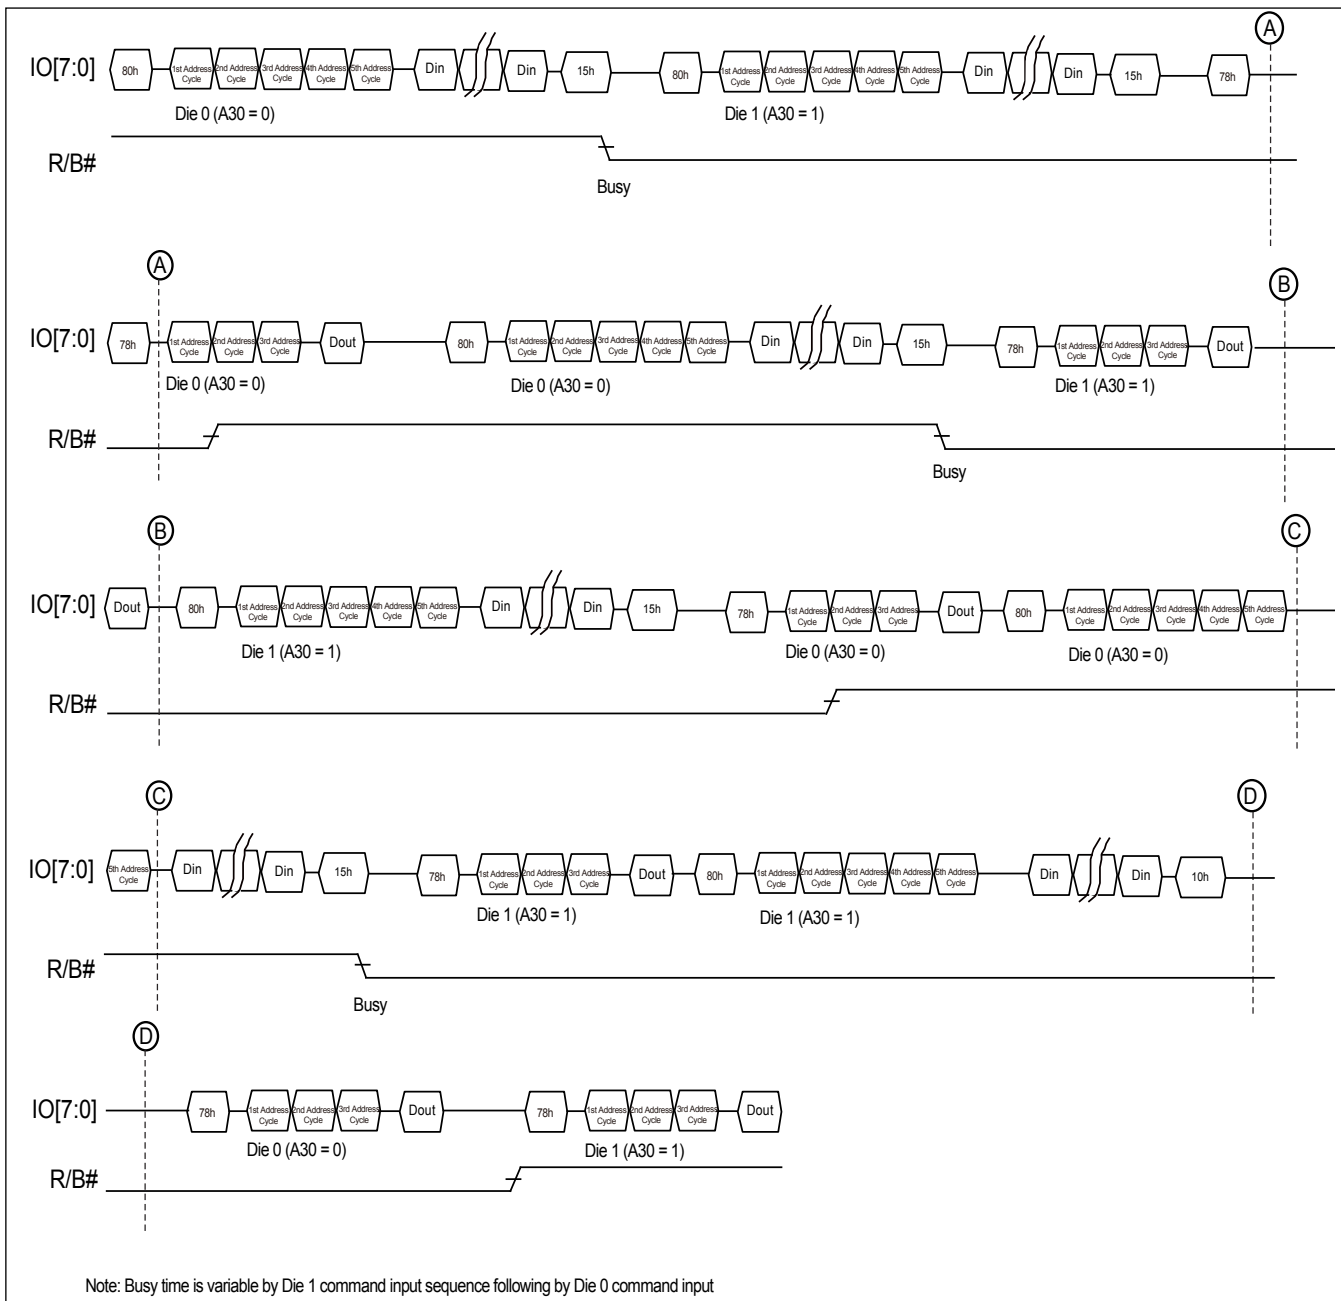 A
IO[7:0] 80h 1st Address Cycle 2nd Address Cycle 3rd Address Cycle 4th Address Cycle 5th Address Cycle Din Din 15h 80h 1st Address Cycle 2nd Address Cycle 3rd Address Cycle 4th Address Cycle 5th Address Cycle Din Din 15h 78h
Die 0 (A30 = 0) Die 1 (A30 = 1)
R/B#
Busy
A B
IO[7:0] 78h 1st Address Cycle 2nd Address Cycle 3rd Address Cycle Dout 80h 1st Address Cycle 2nd Address Cycle 3rd Address Cycle 4th Address Cycle 5th Address Cycle Din Din 15h 78h 1st Address Cycle 2nd Address Cycle 3rd Address Cycle Dout
Die 0 (A30 = 0) Die 0 (A30 = 0) Die 1 (A30 = 1)
R/B#
Busy
B C
IO[7:0] Dout 80h 1st Address Cycle 2nd Address Cycle 3rd Address Cycle 4th Address Cycle 5th Address Cycle Din Din 15h 78h 1st Address Cycle 2nd Address Cycle 3rd Address Cycle Dout 80h 1st Address Cycle 2nd Address Cycle 3rd Address Cycle 4th Address Cycle 5th Address Cycle
Die 1 (A30 = 1) Die 0 (A30 = 0) Die 0 (A30 = 0)
R/B#
C D
IO[7:0] 5th Address Cycle Din Din 15h 78h 1st Address Cycle 2nd Address Cycle 3rd Address Cycle Dout 80h 1st Address Cycle 2nd Address Cycle 3rd Address Cycle 4th Address Cycle 5th Address Cycle Din Din 10h
Die 1 (A30 = 1) Die 1 (A30 = 1)
R/B#
Busy
D
IO[7:0] 78h 1st Address Cycle 2nd Address Cycle 3rd Address Cycle Dout 78h 1st Address Cycle 2nd Address Cycle 3rd Address Cycle Dout
Die 0 (A30 = 0) Die 1 (A30 = 1)
R/B#
Note: Busy time is variable by Die 1 command input sequence following by Die 0 command input